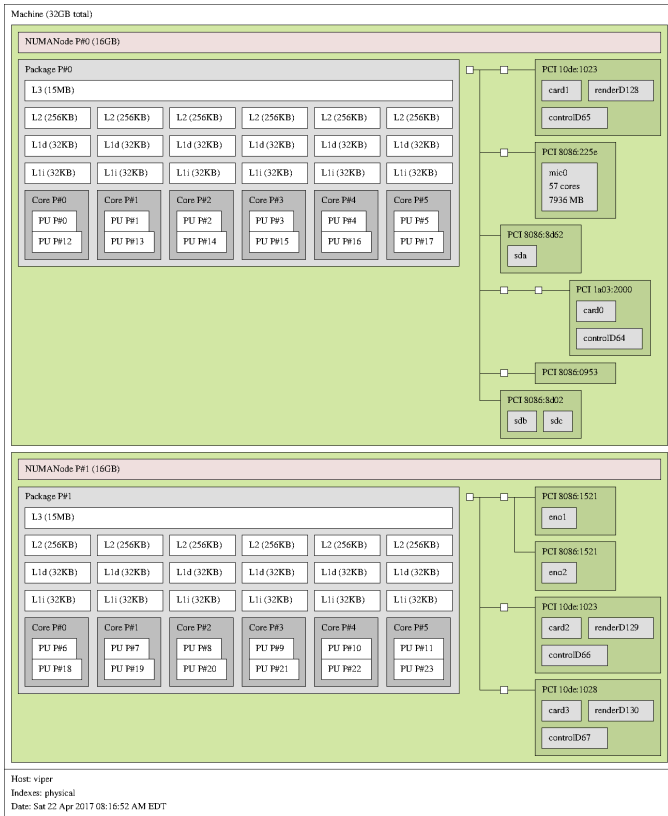 Machine (32GB total)
NUMANode P#0 (16GB)
Package P#0
L3 (15MB)
L2 (256KB) L2 (256KB) L2 (256KB) L2 (256KB) L2 (256KB) L2 (256KB)
L1d (32KB) L1d (32KB) L1d (32KB) L1d (32KB) L1d (32KB) L1d (32KB)
L1i (32KB) L1i (32KB) L1i (32KB) L1i (32KB) L1i (32KB) L1i (32KB)
Core P#0 Core P#1 Core P#2 Core P#3 Core P#4 Core P#5
PU P#0 PU P#1 PU P#2 PU P#3 PU P#4 PU P#5
PU P#12 PU P#13 PU P#14 PU P#15 PU P#16 PU P#17
PCI 10de:1023
card1 renderD128
controlD65
PCI 8086:225e
mic0
57 cores
7936 MB
PCI 8086:8d62
sda
PCI 1a03:2000
card0
controlD64
PCI 8086:0953
PCI 8086:8d02
sdb sdc
NUMANode P#1 (16GB)
Package P#1
L3 (15MB)
L2 (256KB) L2 (256KB) L2 (256KB) L2 (256KB) L2 (256KB) L2 (256KB)
L1d (32KB) L1d (32KB) L1d (32KB) L1d (32KB) L1d (32KB) L1d (32KB)
L1i (32KB) L1i (32KB) L1i (32KB) L1i (32KB) L1i (32KB) L1i (32KB)
Core P#0 Core P#1 Core P#2 Core P#3 Core P#4 Core P#5
PU P#6 PU P#7 PU P#8 PU P#9 PU P#10 PU P#11
PU P#18 PU P#19 PU P#20 PU P#21 PU P#22 PU P#23
PCI 8086:1521
eno1
PCI 8086:1521
eno2
PCI 10de:1023
card2 renderD129
controlD66
PCI 10de:1028
card3 renderD130
controlD67
Host: viper
Indexes: physical
Date: Sat 22 Apr 2017 08:16:52 AM EDT